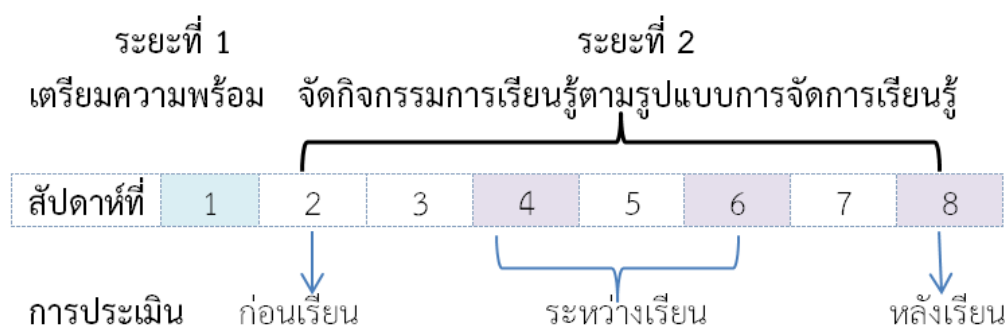 ระยะที่ 1 ระยะที่ 2
เตรียมความพร้อม จัดกิจกรรมการเรียนรู้ตามรูปแบบการจัดการเรียนรู้
สัปดาห์ที่ 1 2 3 4 5 6 7 8
การประเมิน ก่อนเรียน ระหว่างเรียน หลังเรียน